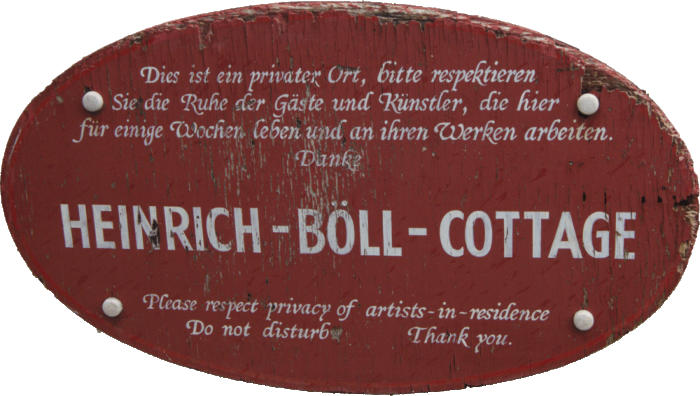 Dies ist ein privater Ort, bitte respektieren
Sie die Ruhe der Gäste und Künstler, die hier
für einige Wochen leben und an ihren Werken arbeiten.
Danke
HEINRICH-BÖLL-COTTAGE
Please respect privacy of artists-in-residence
Do not disturb Thank you.